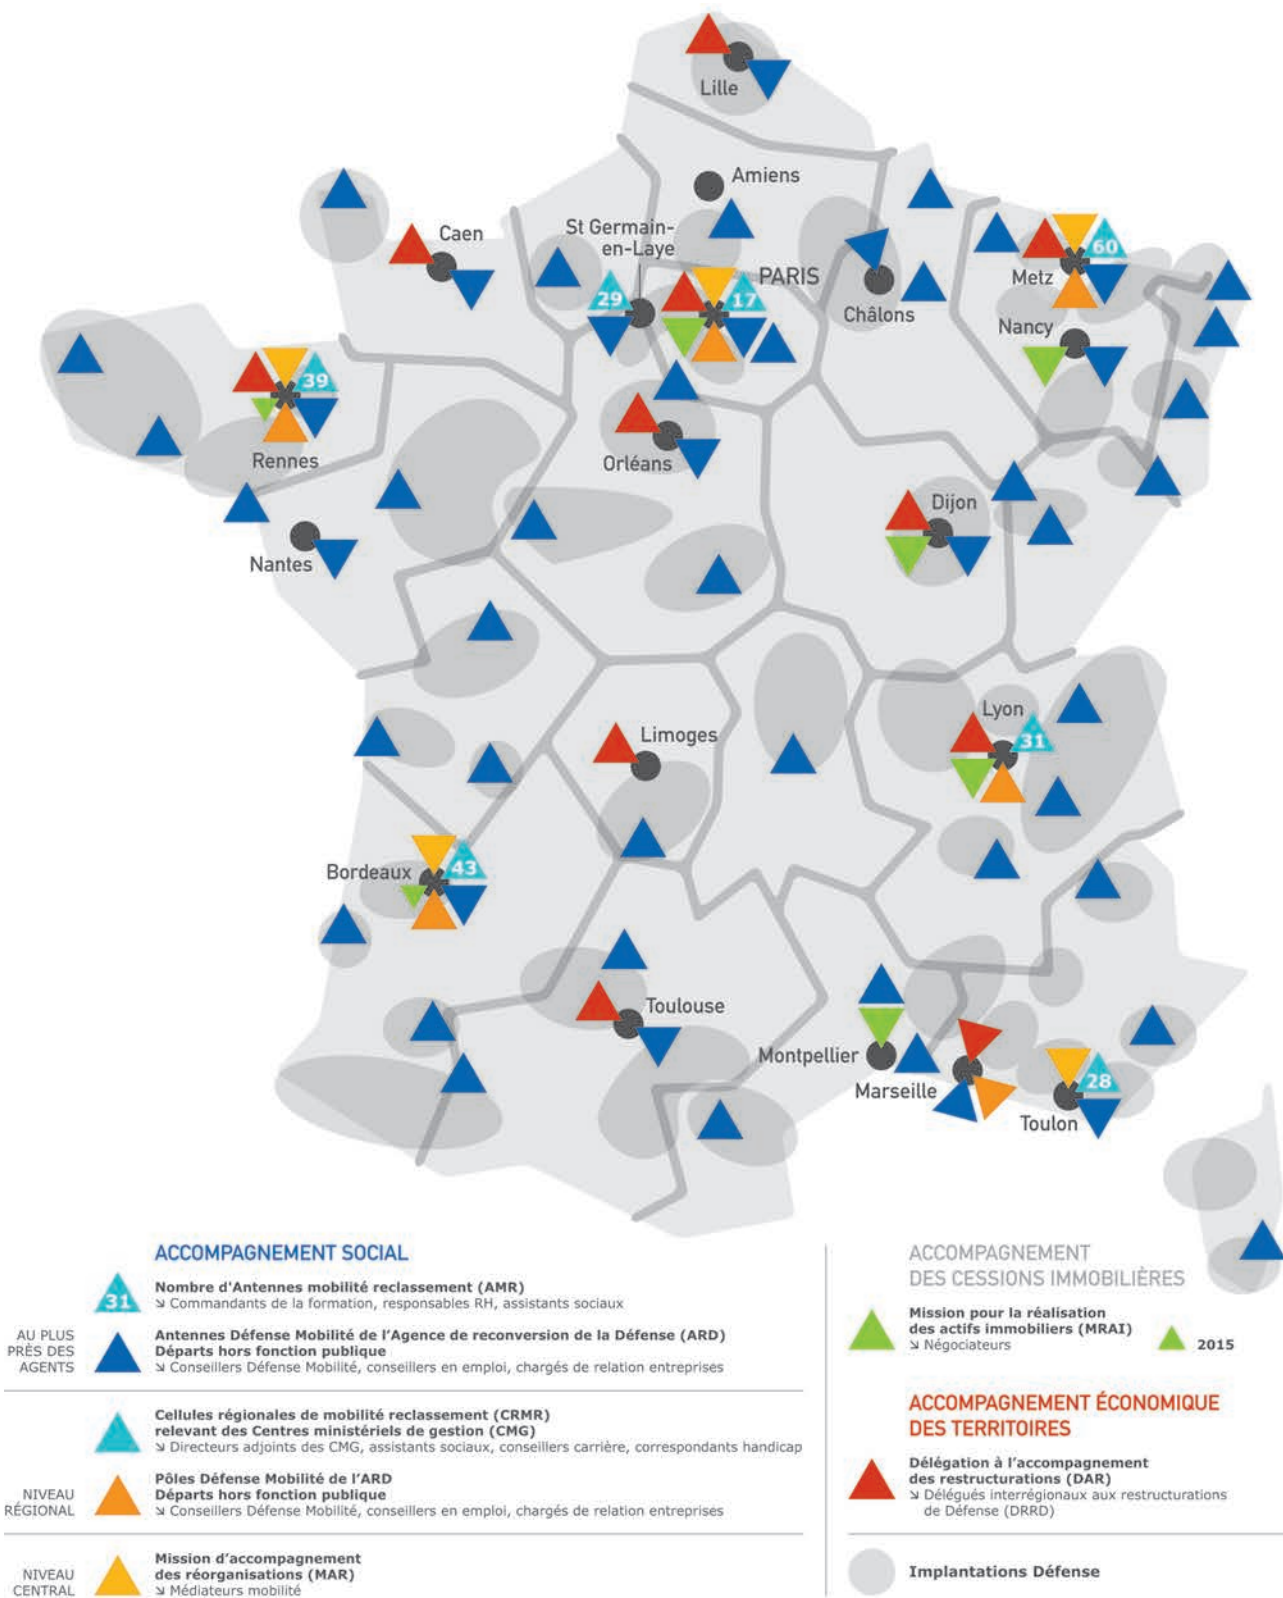 Lille
Amiens
St Germain-
en-Laye
Caen
PARIS
60
Metz
29
17
Châlons
Nancy
39
Rennes
Orléans
Dijon
Nantes
Lyon
31
Limoges
Bordeaux
43
Toulouse
Montpellier
Marseille
28
Toulon
ACCOMPAGNEMENT SOCIAL
31
Nombre d'Antennes mobilité reclassement (AMR)
↘ Commandants de la formation, responsables RH, assistants sociaux
AU PLUS
PRÈS DES
AGENTS
Antennes Défense Mobilité de l'Agence de reconversion de la Défense (ARD)
Départs hors fonction publique
↘ Conseillers Défense Mobilité, conseillers en emploi, chargés de relation entreprises
Cellules régionales de mobilité reclassement (CRMR)
relevant des Centres ministériels de gestion (CMG)
↘ Directeurs adjoints des CMG, assistants sociaux, conseillers carrière, correspondants handicap
NIVEAU
RÉGIONAL
Pôles Défense Mobilité de l'ARD
Départs hors fonction publique
↘ Conseillers Défense Mobilité, conseillers en emploi, chargés de relation entreprises
NIVEAU
CENTRAL
Mission d'accompagnement
des réorganisations (MAR)
↘ Médiateurs mobilité
ACCOMPAGNEMENT
DES CESSIONS IMMOBILIÈRES
Mission pour la réalisation
des actifs immobiliers (MRAI)
↘ Négociateurs
2015
ACCOMPAGNEMENT ÉCONOMIQUE
DES TERRITOIRES
Délégation à l'accompagnement
des restructurations (DAR)
↘ Délégués interrégionaux aux restructurations
de Défense (DRRD)
Implantations Défense